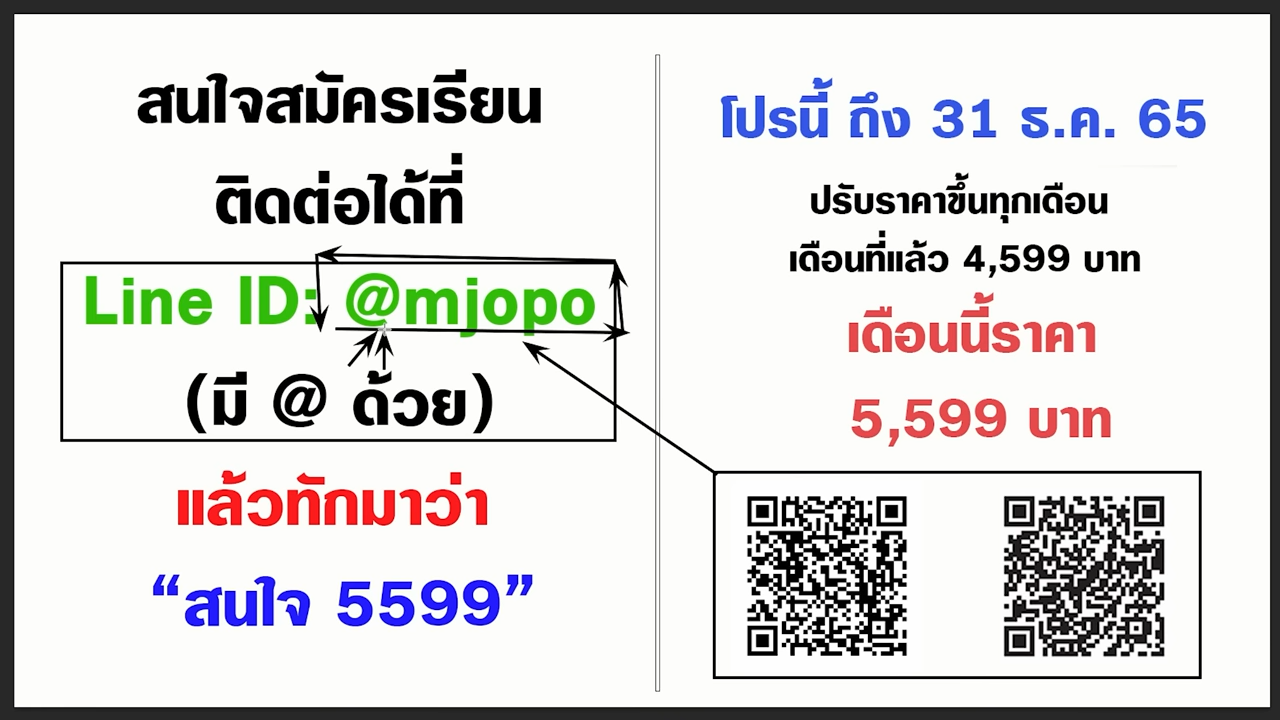 สนใจสมัครเรียน
ติดต่อได้ที่
Line ID: @mjopo
(มี @ ด้วย)
แล้วทักมาว่า
“สนใจ 5599”
โปรนี้ ถึง 31 ธ.ค. 65
ปรับราคาขึ้นทุกเดือน
เดือนที่แล้ว 4,599 บาท
เดือนนี้ราคา
5,599 บาท